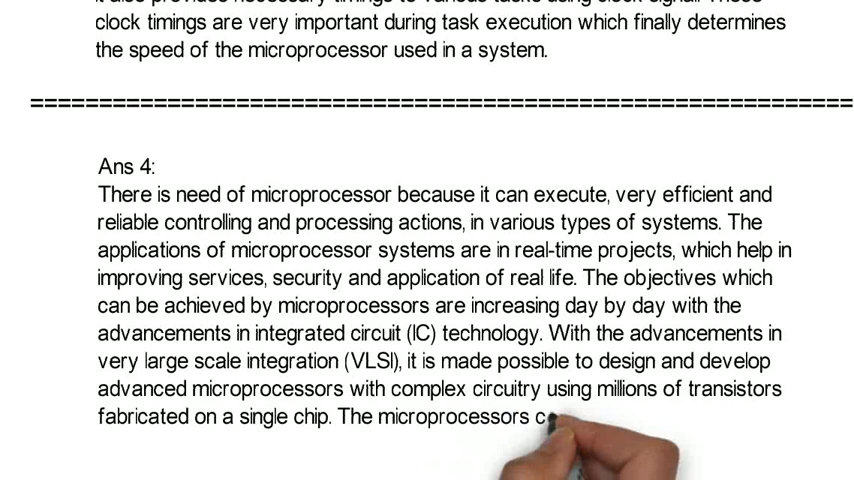 clock timings are very important during task execution which finally determines
the speed of the microprocessor used in a system.
==============================================================
Ans 4:
There is need of microprocessor because it can execute, very efficient and
reliable controlling and processing actions, in various types of systems. The
applications of microprocessor systems are in real-time projects, which help in
improving services, security and application of real life. The objectives which
can be achieved by microprocessors are increasing day by day with the
advancements in integrated circuit (IC) technology. With the advancements in
very large scale integration (VLSI), it is made possible to design and develop
advanced microprocessors with complex circuitry using millions of transistors
fabricated on a single chip. The microprocessors c